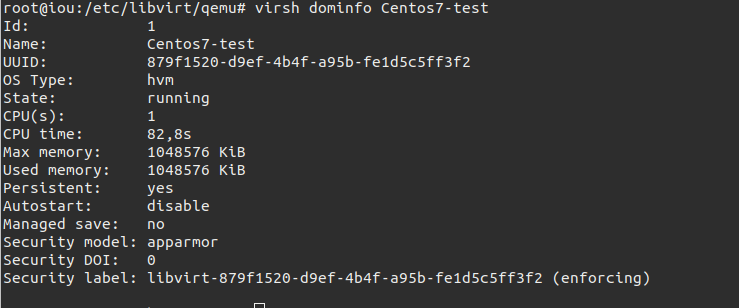 root@iou:/etc/libvirt/qemu# virsh dominfo Centos7-test
Id:             1
Name:           Centos7-test
UUID:           879f1520-d9ef-4b4f-a95b-fe1d5c5ff3f2
OS Type:        hvm
State:          running
CPU(s):         1
CPU time:       82,8s
Max memory:     1048576 KiB
Used memory:    1048576 KiB
Persistent:     yes
Autostart:      disable
Managed save:   no
Security model: apparmor
Security DOI:   0
Security label: libvirt-879f1520-d9ef-4b4f-a95b-fe1d5c5ff3f2 (enforcing)